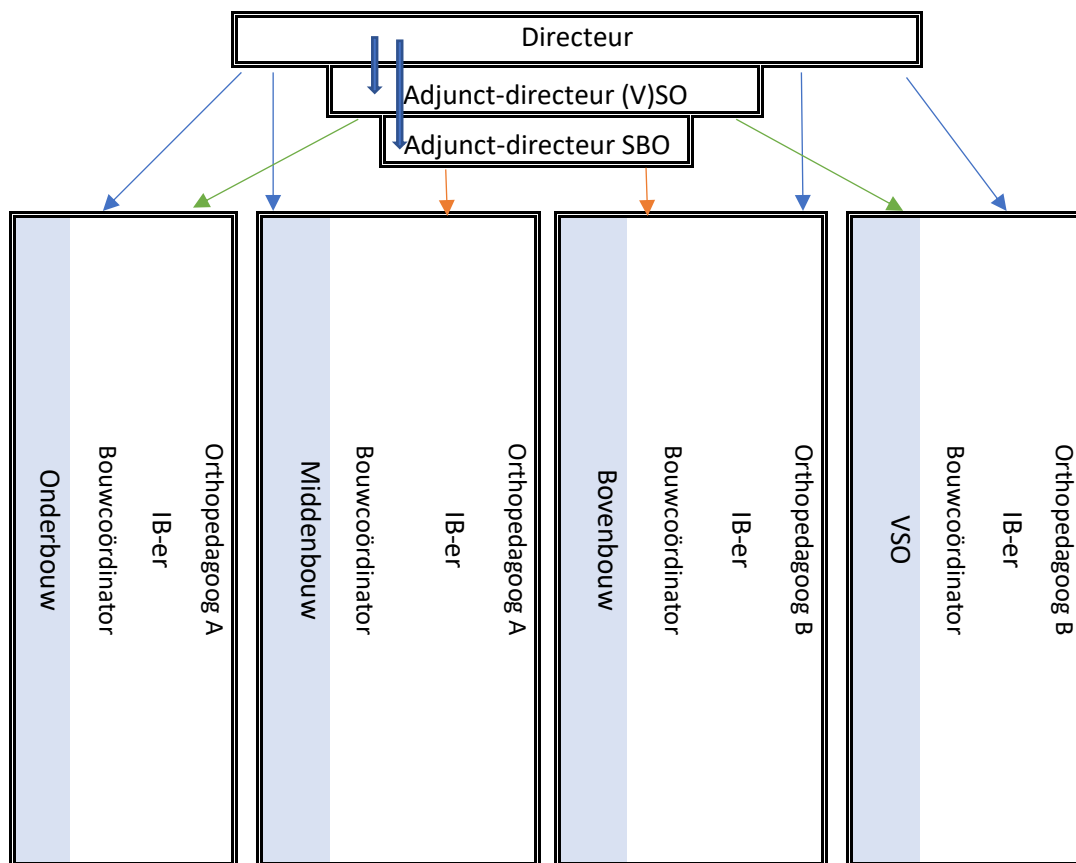 Directeur
Adjunct-directeur (V)SO
Adjunct-directeur SBO
Onderbouw
Bouwcoördinator
IB-er
Orthopedagoog A
Middenbouw
Bouwcoördinator
IB-er
Orthopedagoog A
Bovenbouw
Bouwcoördinator
IB-er
Orthopedagoog B
VSO
Bouwcoördinator
IB-er
Orthopedagoog B